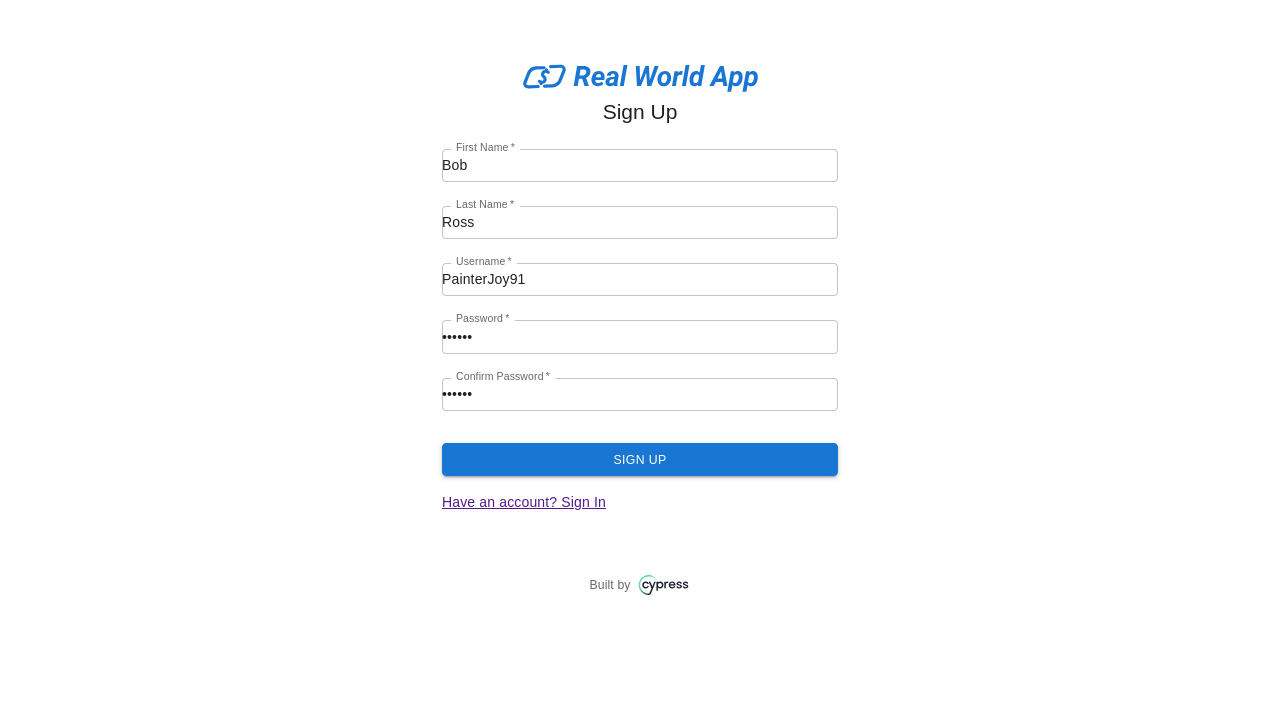 Real World App
Sign Up
First Name *
Bob
Last Name *
Ross
Username *
PainterJoy91
Password *
••••••
Confirm Password *
••••••
SIGN UP
Have an account? Sign In
Built by cypress